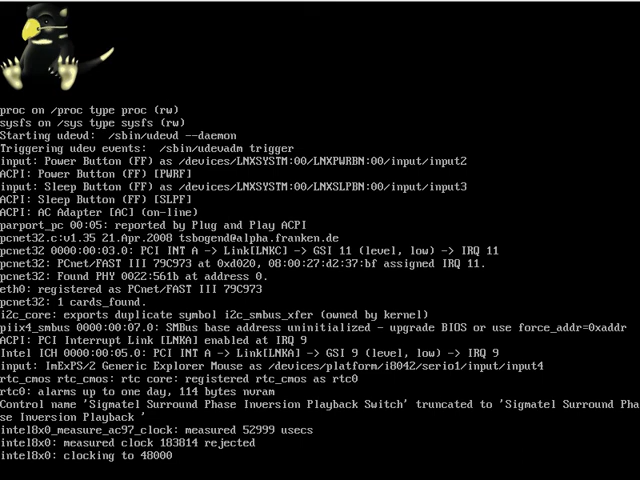 proc on /proc type proc (rw)
sysfs on /sys type sysfs (rw)
Starting udevd:  /sbin/udevd --daemon
Triggering udev events:  /sbin/udevadm trigger
input: Power Button (FF) as /devices/LNXSYSTM:00/LNXPWRBN:00/input/input2
ACPI: Power Button (FF) [PWRF]
input: Sleep Button (FF) as /devices/LNXSYSTM:00/LNXSLPBN:00/input/input3
ACPI: Sleep Button (FF) [SLPF]
ACPI: AC Adapter [AC] (on-line)
parport_pc 00:05: reported by Plug and Play ACPI
pcnet32.c:v1.35 21.Apr.2008 tsbogend@alpha.franken.de
pcnet32 0000:00:03.0: PCI INT A -> Link[LNKC] -> GSI 11 (level, low) -> IRQ 11
pcnet32: PCnet/FAST III 79C973 at 0xd020, 08:00:27:d2:37:bf assigned IRQ 11.
pcnet32: Found PHY 0022:561b at address 0.
eth0: registered as PCnet/FAST III 79C973
pcnet32: 1 cards_found.
i2c_core: exports duplicate symbol i2c_smbus_xfer (owned by kernel)
piix4_smbus 0000:00:07.0: SMBus base address uninitialized - upgrade BIOS or use force_addr=0xaddr
ACPI: PCI Interrupt Link [LNKA] enabled at IRQ 9
Intel ICH 0000:00:05.0: PCI INT A -> Link[LNKA] -> GSI 9 (level, low) -> IRQ 9
input: ImExPS/2 Generic Explorer Mouse as /devices/platform/i8042/serio1/input/input4
rtc_cmos rtc_cmos: rtc core: registered rtc_cmos as rtc0
rtc0: alarms up to one day, 114 bytes nvram
Control name 'Sigmatel Surround Phase Inversion Playback Switch' truncated to 'Sigmatel Surround Pha
se Inversion Playback '
intel8x0_measure_ac97_clock: measured 52999 usecs
intel8x0: measured clock 183814 rejected
intel8x0: clocking to 48000